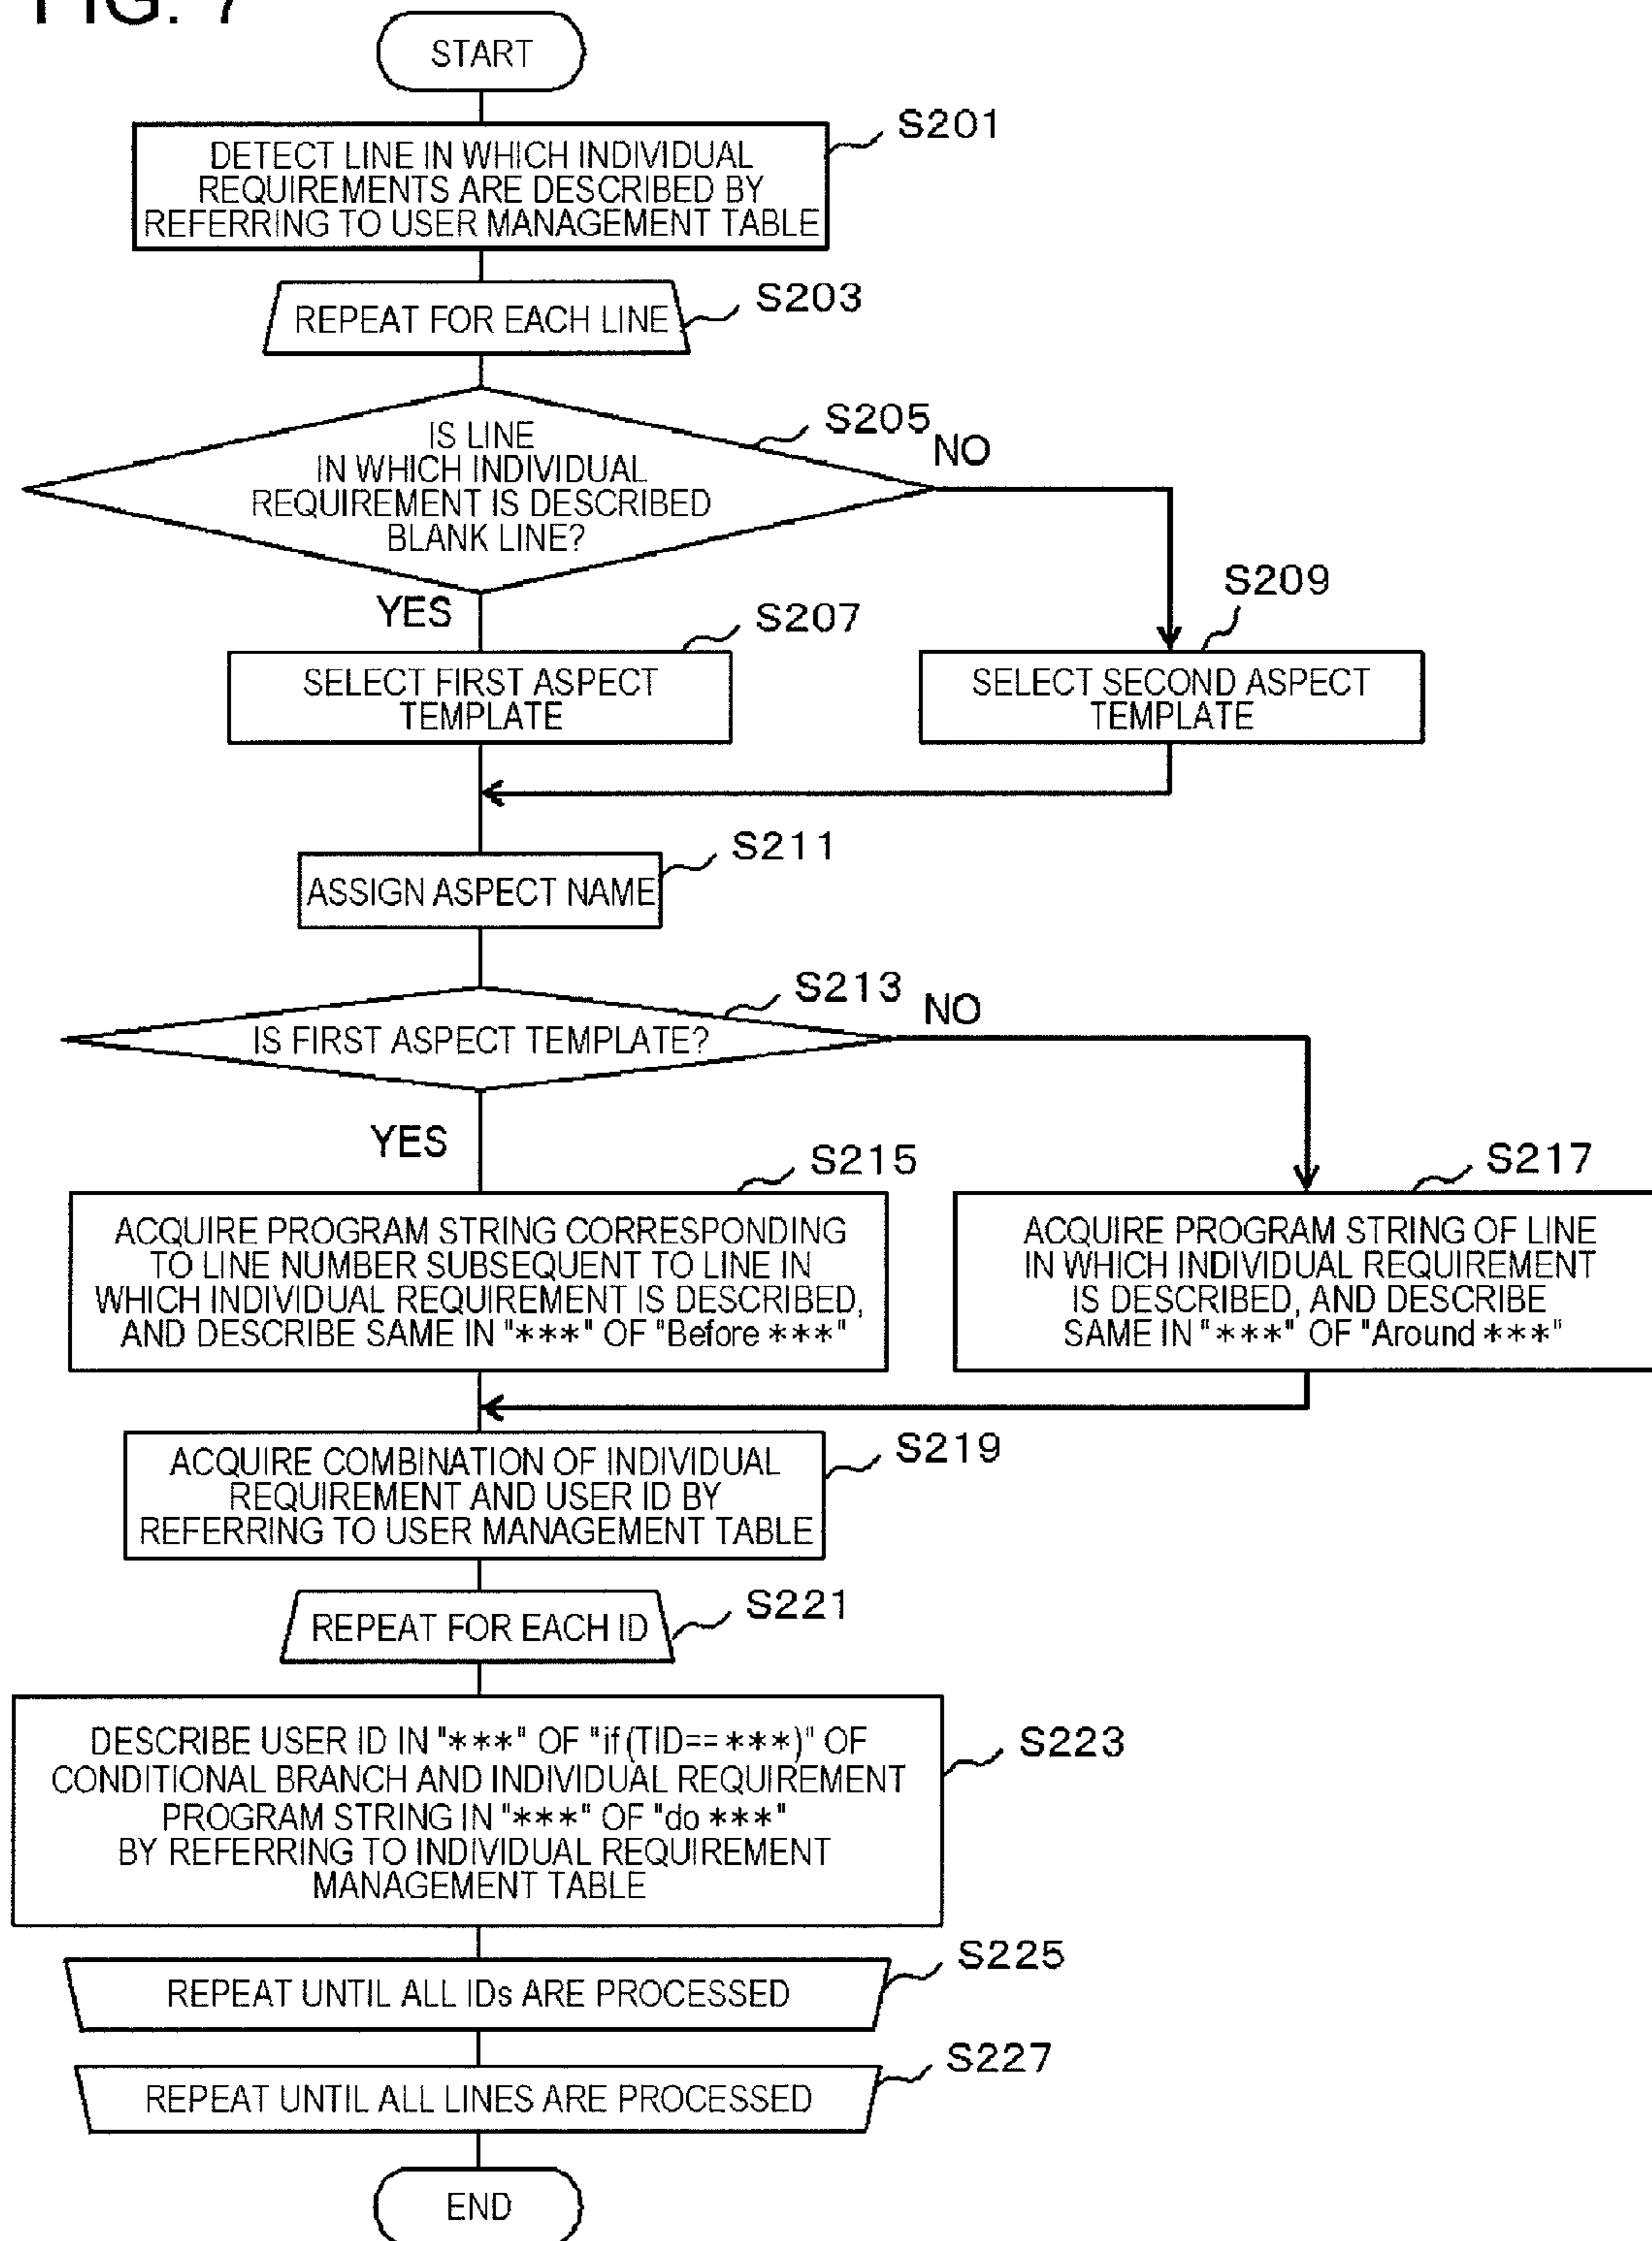 FIG. 7
START
S201
DETECT LINE IN WHICH INDIVIDUAL
REQUIREMENTS ARE DESCRIBED BY
REFERRING TO USER MANAGEMENT TABLE
S203
REPEAT FOR EACH LINE
S205
IS LINE
IN WHICH INDIVIDUAL
REQUIREMENT IS DESCRIBED
BLANK LINE?
NO
YES
S207
SELECT FIRST ASPECT
TEMPLATE
S209
SELECT SECOND ASPECT
TEMPLATE
S211
ASSIGN ASPECT NAME
S213
IS FIRST ASPECT TEMPLATE?
NO
YES
S215
ACQUIRE PROGRAM STRING CORRESPONDING
TO LINE NUMBER SUBSEQUENT TO LINE IN
WHICH INDIVIDUAL REQUIREMENT IS DESCRIBED,
AND DESCRIBE SAME IN "***" OF "Before ***"
S217
ACQUIRE PROGRAM STRING OF LINE
IN WHICH INDIVIDUAL REQUIREMENT
IS DESCRIBED, AND DESCRIBE
SAME IN "***" OF "Around ***"
S219
ACQUIRE COMBINATION OF INDIVIDUAL
REQUIREMENT AND USER ID BY
REFERRING TO USER MANAGEMENT TABLE
S221
REPEAT FOR EACH ID
S223
DESCRIBE USER ID IN "***" OF "if (TID== ***)" OF
CONDITIONAL BRANCH AND INDIVIDUAL REQUIREMENT
PROGRAM STRING IN "***" OF "do ***"
BY REFERRING TO INDIVIDUAL REQUIREMENT
MANAGEMENT TABLE
S225
REPEAT UNTIL ALL IDs ARE PROCESSED
S227
REPEAT UNTIL ALL LINES ARE PROCESSED
END